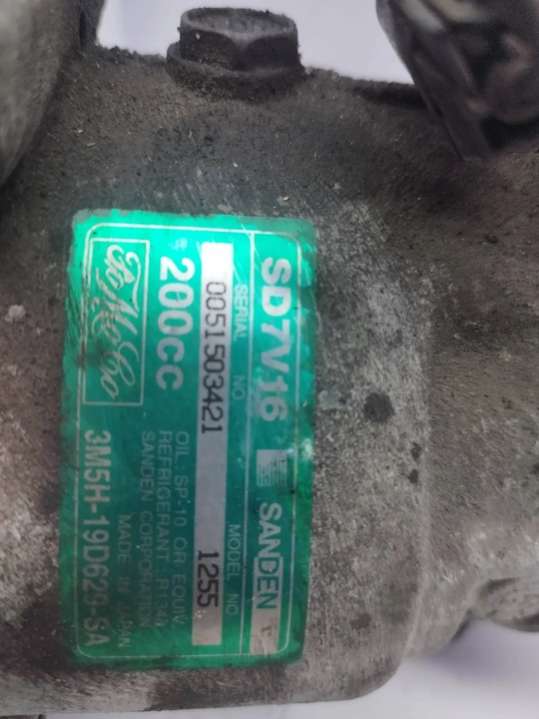 SD7V16 SANDEN
SERIAL NO. MODEL NO.
0051503421 1255
200cc
OIL SP-10 OR EQUIV.
REFRIGERANT R134a
SANDEN CORPORATION
MADE IN JAPAN
FoMoCo
3M5H-19D629-SA